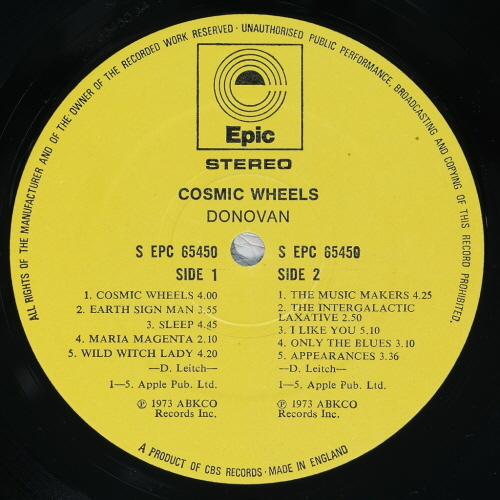 ALL RIGHTS OF THE MANUFACTURER AND OF THE OWNER OF THE RECORDED WORK RESERVED · UNAUTHORISED PUBLIC PERFORMANCE, BROADCASTING AND COPYING OF THIS RECORD PROHIBITED.
Epic
STEREO
COSMIC WHEELS
DONOVAN
S EPC 65450
SIDE 1
1. COSMIC WHEELS 4.00
2. EARTH SIGN MAN 3.55
3. SLEEP 4.45
4. MARIA MAGENTA 2.10
5. WILD WITCH LADY 4.20
—D. Leitch—
1—5. Apple Pub. Ltd.
℗ 1973 ABKCO
Records Inc.
S EPC 65450
SIDE 2
1. THE MUSIC MAKERS 4.25
2. THE INTERGALACTIC
LAXATIVE 2.50
3. I LIKE YOU 5.10
4. ONLY THE BLUES 3.10
5. APPEARANCES 3.36
—D. Leitch—
1—5. Apple Pub. Ltd.
℗ 1973 ABKCO
Records Inc.
A PRODUCT OF CBS RECORDS · MADE IN ENGLAND